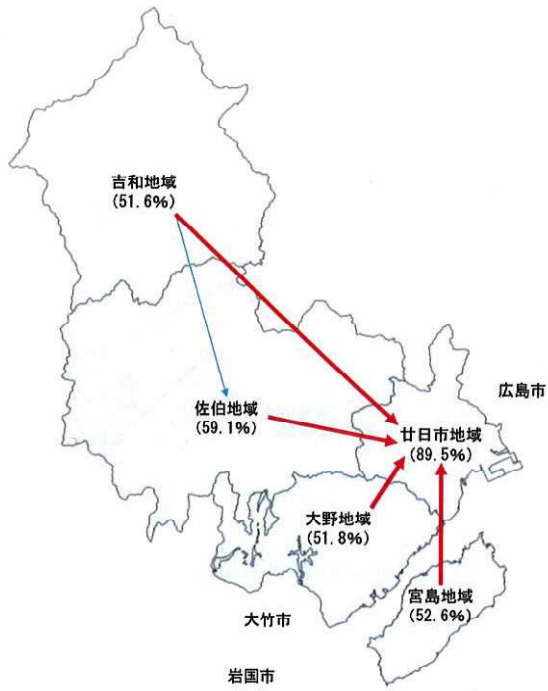 吉和地域
(51.6%)
広島市
佐伯地域
(59.1%)
廿日市地域
(89.5%)
大野地域
(51.8%)
宮島地域
(52.6%)
大竹市
岩国市